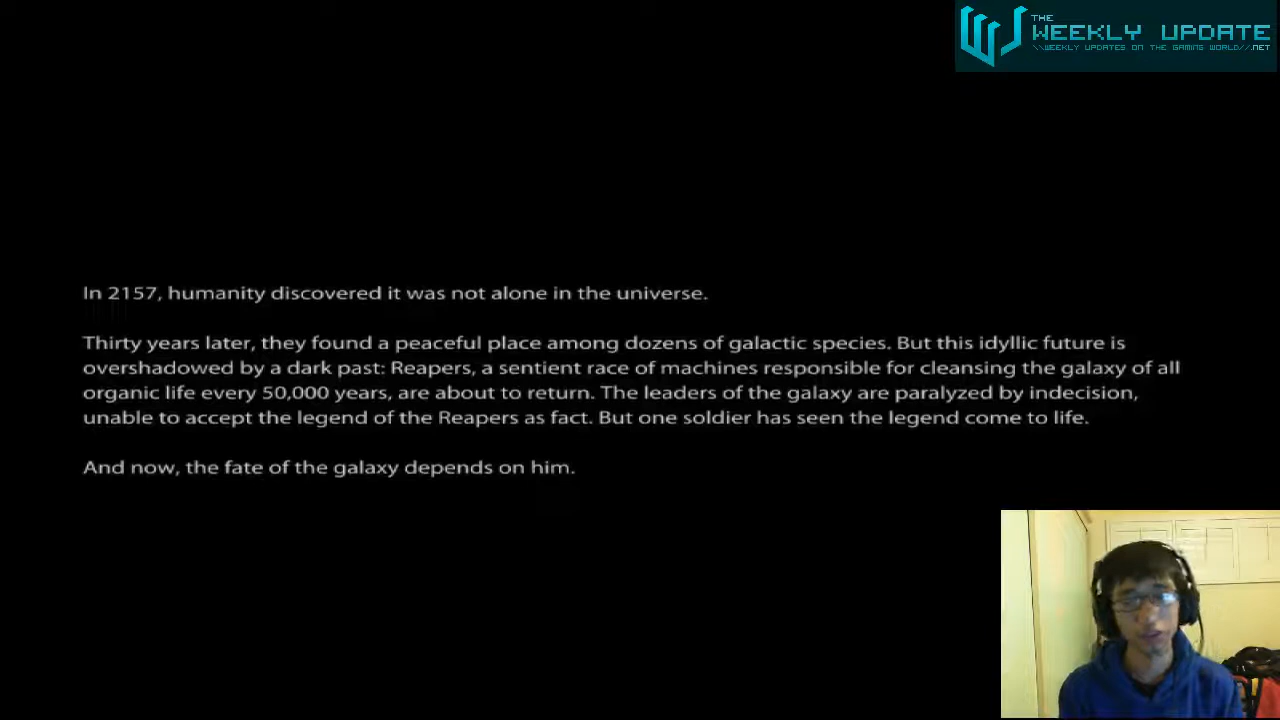 THE
WEEKLY UPDATE
\\WEEKLY UPDATES ON THE GAMING WORLD//.NET
In 2157, humanity discovered it was not alone in the universe.
Thirty years later, they found a peaceful place among dozens of galactic species. But this idyllic future is
overshadowed by a dark past: Reapers, a sentient race of machines responsible for cleansing the galaxy of all
organic life every 50,000 years, are about to return. The leaders of the galaxy are paralyzed by indecision,
unable to accept the legend of the Reapers as fact. But one soldier has seen the legend come to life.
And now, the fate of the galaxy depends on him.